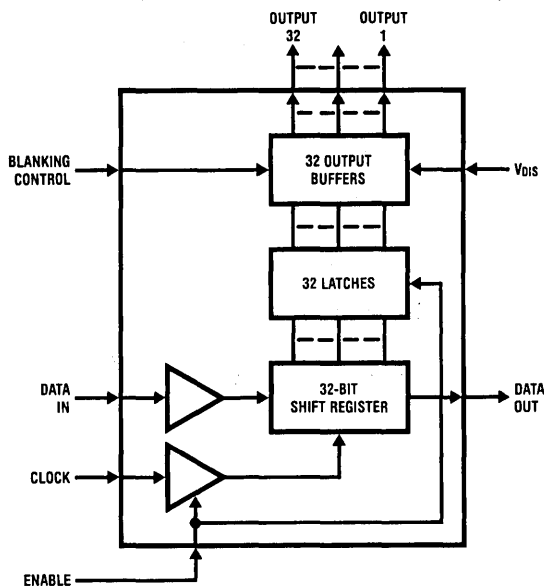 OUTPUT
32
OUTPUT
1
BLANKING
CONTROL
32 OUTPUT
BUFFERS
VDIS
32 LATCHES
DATA
IN
32-BIT
SHIFT REGISTER
DATA
OUT
CLOCK
ENABLE